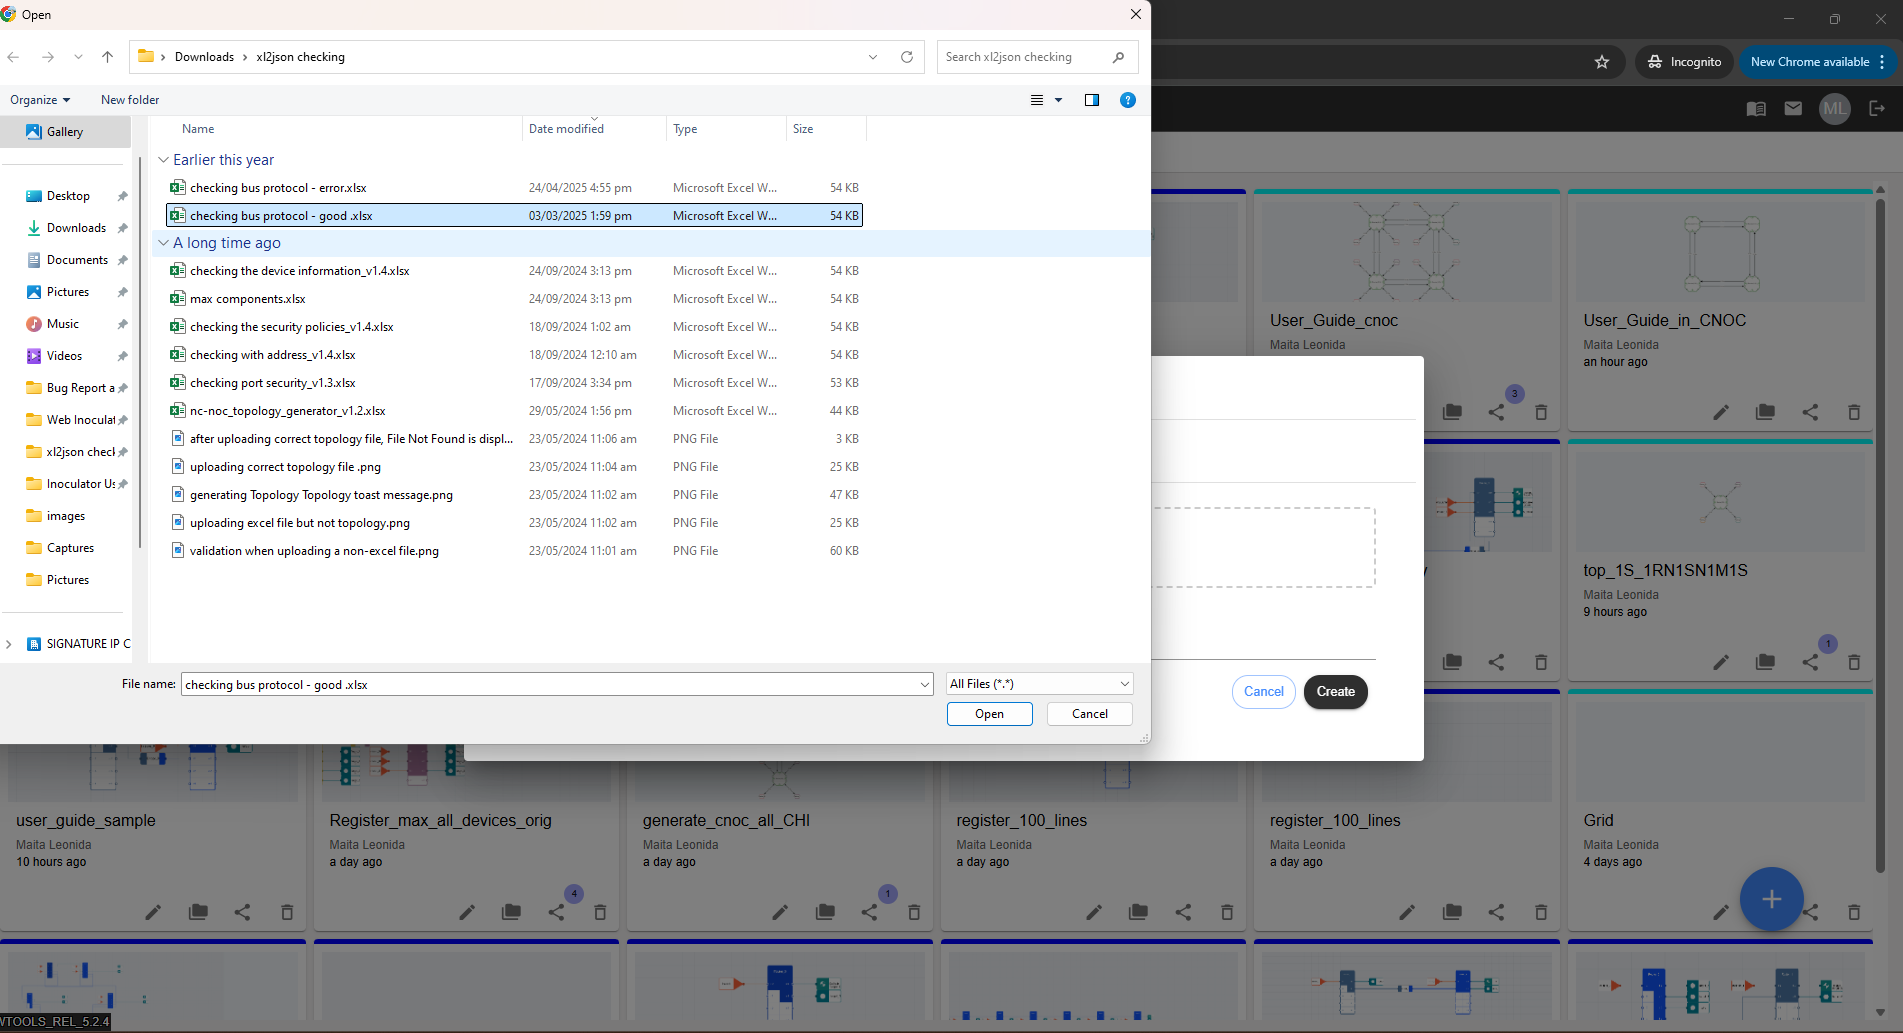 Open
Downloads > xl2json checking
Search xl2json checking
Incognito
New Chrome available
Organize
New folder
ML
Name
Date modified
Type
Size
Gallery
Desktop
Downloads
Documents
Pictures
Music
Videos
Bug Report a
Web Inoculat
xl2json check
Inoculator Us
images
Captures
Pictures
SIGNATURE IP C
Earlier this year
checking bus protocol - error.xlsx 24/04/2025 4:55 pm Microsoft Excel W... 54 KB
checking bus protocol - good .xlsx 03/03/2025 1:59 pm Microsoft Excel W... 54 KB
A long time ago
checking the device information_v1.4.xlsx 24/09/2024 3:13 pm Microsoft Excel W... 54 KB
max components.xlsx 24/09/2024 3:13 pm Microsoft Excel W... 54 KB
checking the security policies_v1.4.xlsx 18/09/2024 1:02 am Microsoft Excel W... 54 KB
checking with address_v1.4.xlsx 18/09/2024 12:10 am Microsoft Excel W... 54 KB
checking port security_v1.3.xlsx 17/09/2024 3:34 pm Microsoft Excel W... 53 KB
nc-noc_topology_generator_v1.2.xlsx 29/05/2024 1:56 pm Microsoft Excel W... 44 KB
after uploading correct topology file, File Not Found is displ... 23/05/2024 11:06 am PNG File 3 KB
uploading correct topology file .png 23/05/2024 11:04 am PNG File 25 KB
generating Topology Topology toast message.png 23/05/2024 11:02 am PNG File 47 KB
uploading excel file but not topology.png 23/05/2024 11:02 am PNG File 25 KB
validation when uploading a non-excel file.png 23/05/2024 11:01 am PNG File 60 KB
File name:
checking bus protocol - good .xlsx
All Files (*.*)
Open
Cancel
User_Guide_cnoc
Maita Leonida
3
User_Guide_in_CNOC
Maita Leonida
an hour ago
top_1S_1RN1SN1M1S
Maita Leonida
9 hours ago
1
Cancel
Create
user_guide_sample
Maita Leonida
10 hours ago
Register_max_all_devices_orig
Maita Leonida
a day ago
4
generate_cnoc_all_CHI
Maita Leonida
a day ago
1
register_100_lines
Maita Leonida
a day ago
register_100_lines
Maita Leonida
a day ago
Grid
Maita Leonida
4 days ago
WTOOLS_REL_5.2.4